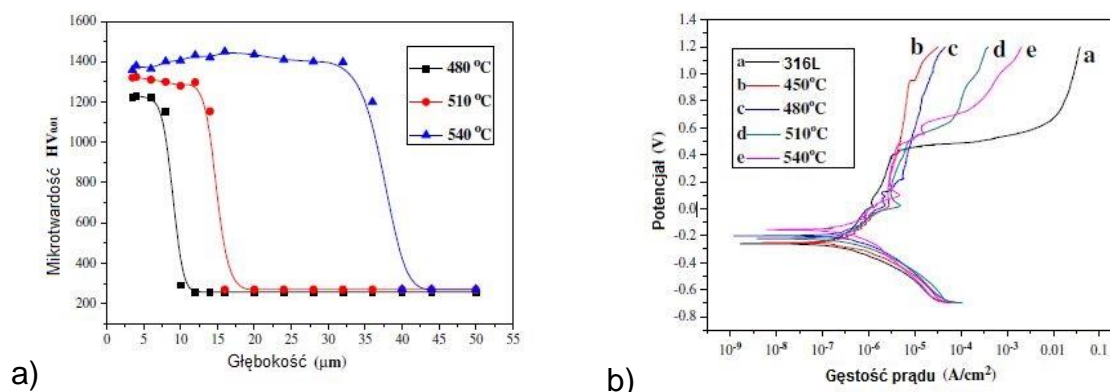 1600
1400
1200
1000
800
600
400
200
Mikrotwardość HV0,01
480 °C
510 °C
540 °C
0 5 10 15 20 25 30 35 40 45 50 55
Głębokość (μm)
a)
1.4
1.2
1.0
0.8
0.6
0.4
0.2
0.0
-0.2
-0.4
-0.6
-0.8
Potencjał (V)
a 316L
b 450°C
c 480°C
d 510°C
e 540°C
b c d e a
10-9 10-8 10-7 10-6 10-5 10-4 10-3 0.01 0.1
Gęstość prądu (A/cm2)
b)